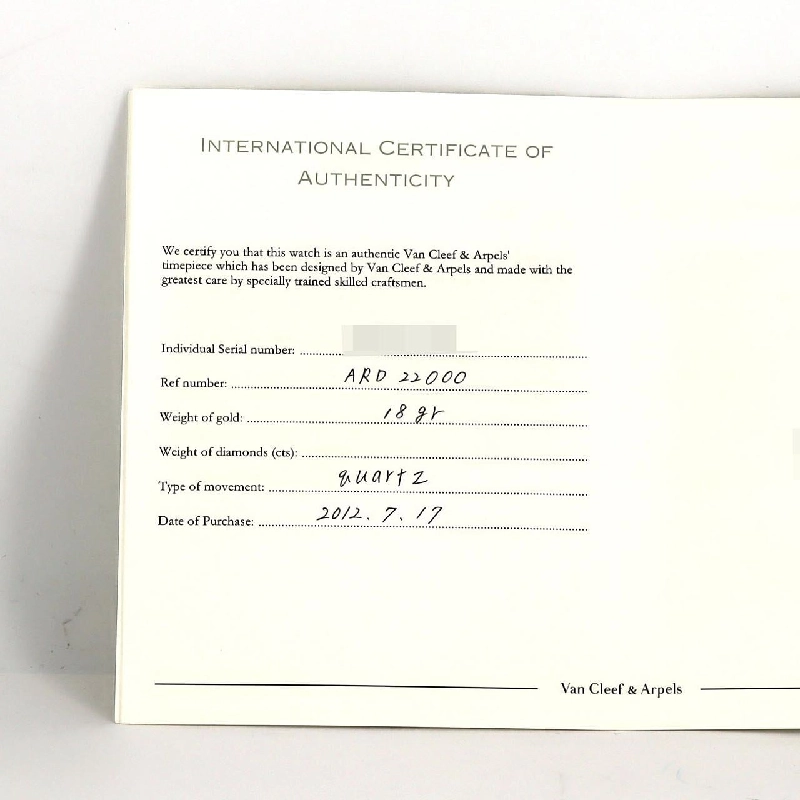 INTERNATIONAL CERTIFICATE OF
AUTHENTICITY
We certify you that this watch is an authentic Van Cleef & Arpels'
timepiece which has been designed by Van Cleef & Arpels and made with the
greatest care by specially trained skilled craftsmen.
Individual Serial number:
Ref number: ARD 22000
Weight of gold: 18 gr
Weight of diamonds (cts):
Type of movement: quartz
Date of Purchase: 2012. 7. 17
Van Cleef & Arpels